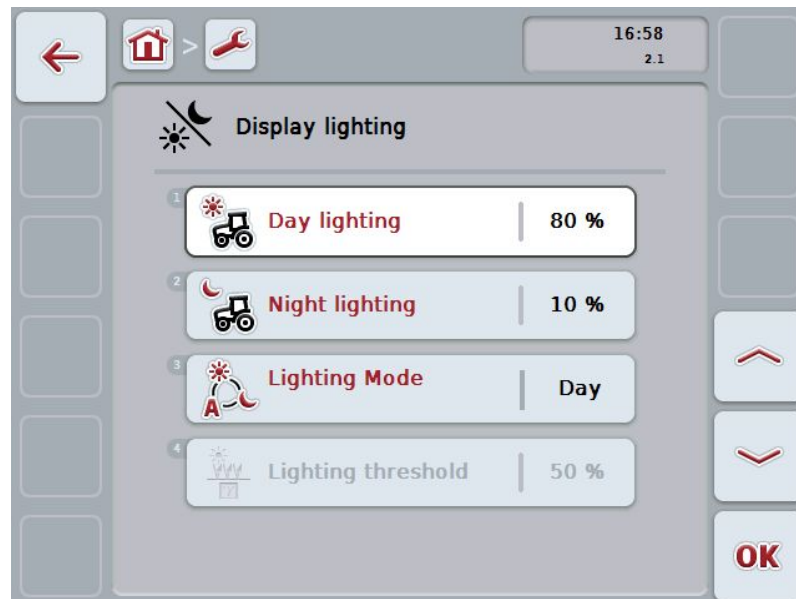 >
16:58
2.1
Display lighting
1
Day lighting 80 %
2
Night lighting 10 %
3
Lighting Mode Day
A
4
Lighting threshold 50 %
OK